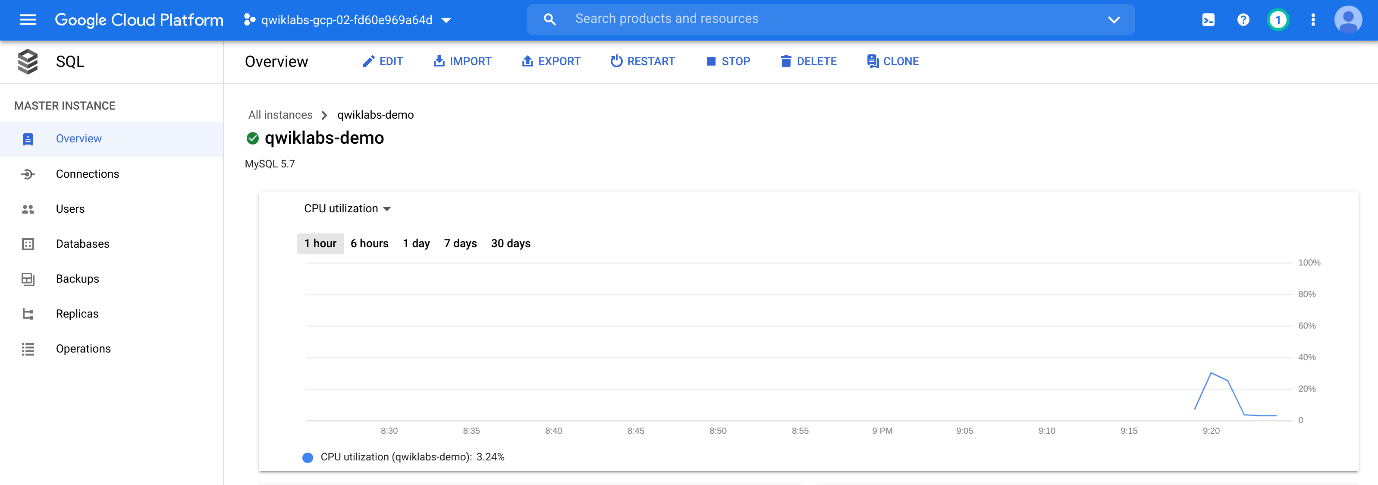 Google Cloud Platform
qwiklabs-gcp-02-fd60e969a64d
Search products and resources
1
SQL
Overview
EDIT
IMPORT
EXPORT
RESTART
STOP
DELETE
CLONE
MASTER INSTANCE
Overview
Connections
Users
Databases
Backups
Replicas
Operations
All instances
qwiklabs-demo
qwiklabs-demo
MySQL 5.7
CPU utilization
1 hour
6 hours
1 day
7 days
30 days
100%
80%
60%
40%
20%
0
8:30
8:35
8:40
8:45
8:50
8:55
9 PM
9:05
9:10
9:15
9:20
CPU utilization (qwiklabs-demo): 3.24%